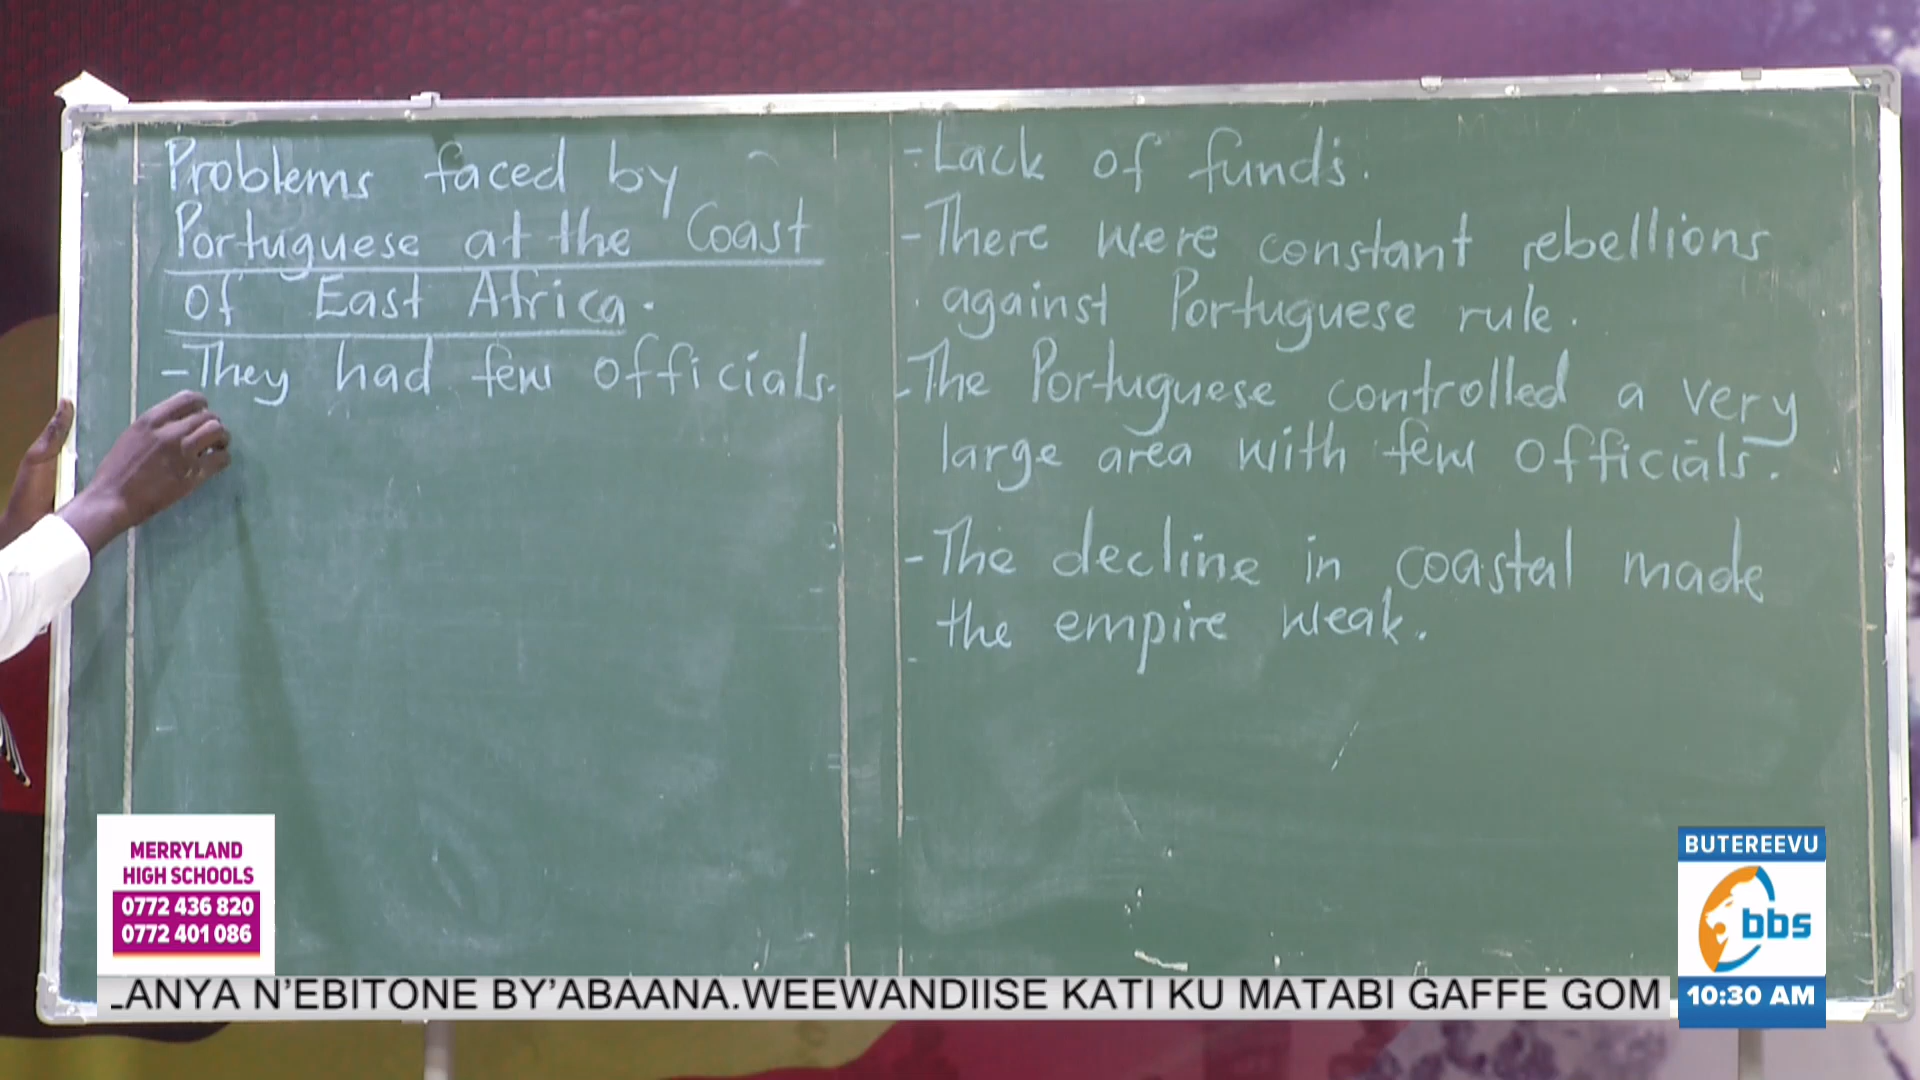 Problems faced by
Portuguese at the Coast
of East Africa.
-They had few officials.
-Lack of funds.
-There were constant rebellions
against Portuguese rule.
-The Portuguese controlled a very
large area with few officials.
-The decline in coastal made
the empire weak.
MERRYLAND
HIGH SCHOOLS
0772 436 820
0772 401 086
BUTEREEVU
bbs
10:30 AM
ANYA N'EBITONE BY'ABAANA.WEEWANDIISE KATI KU MATABI GAFFE GOM